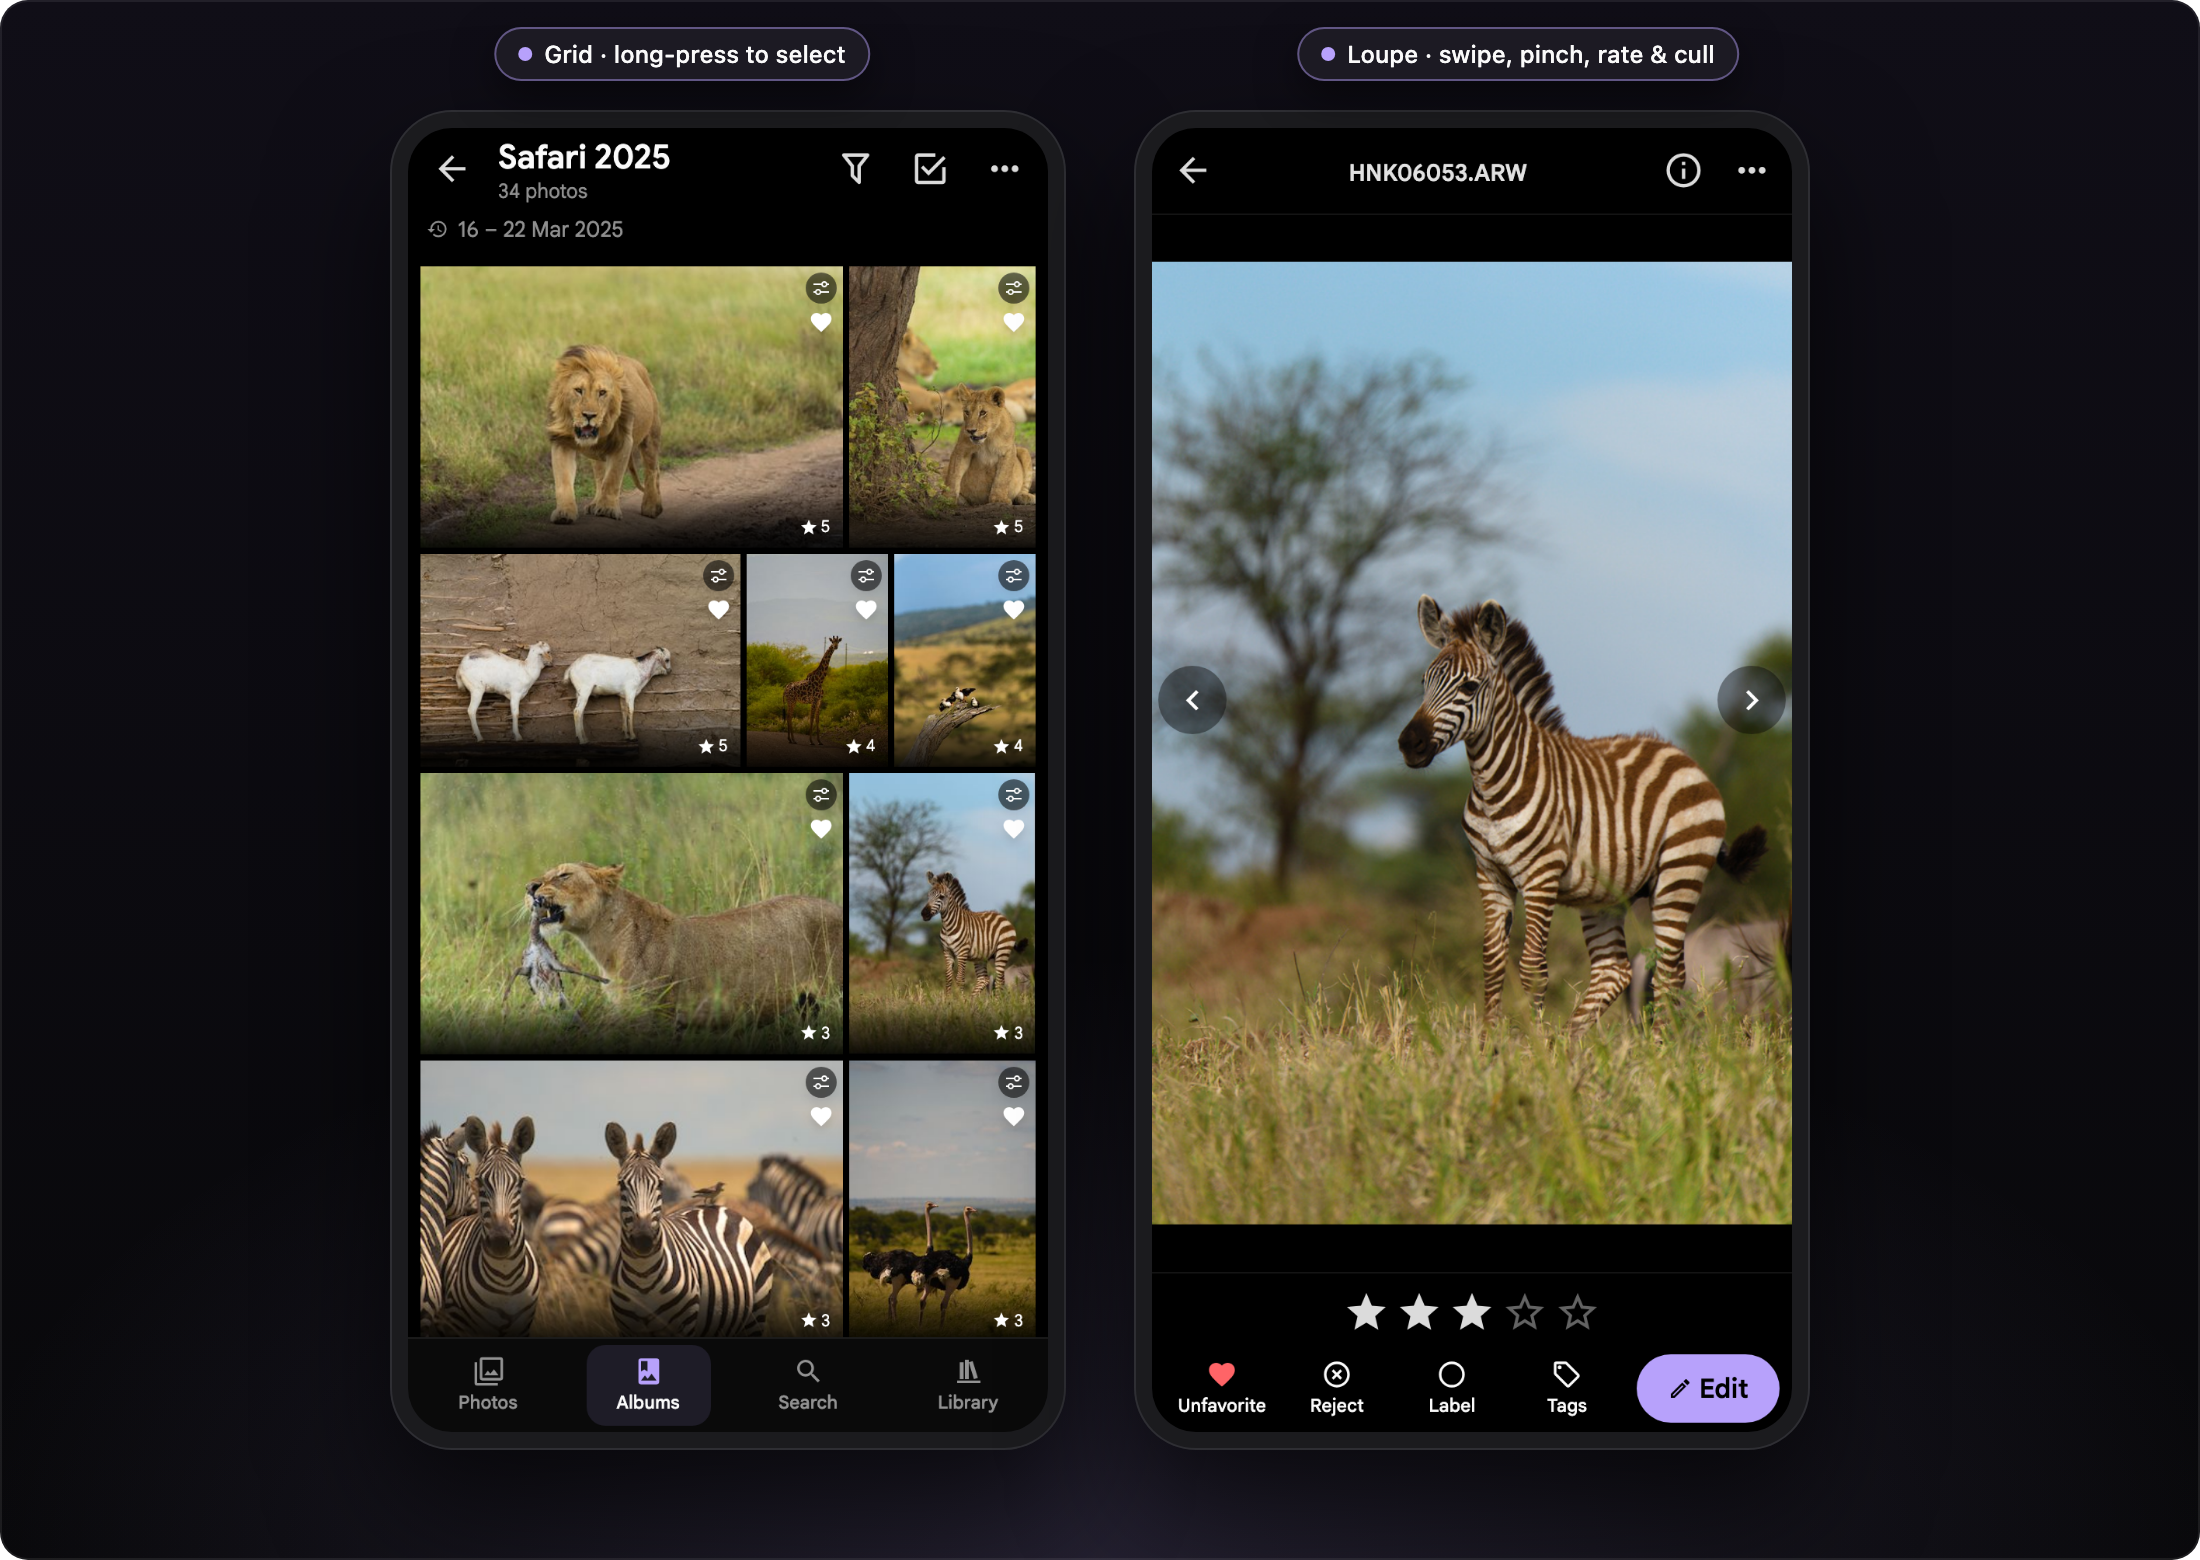 Grid · long-press to select
Safari 2025
34 photos
16 – 22 Mar 2025
5
5
5
4
4
3
3
3
3
Photos
Albums
Search
Library
Loupe · swipe, pinch, rate & cull
HNK06053.ARW
Unfavorite
Reject
Label
Tags
Edit